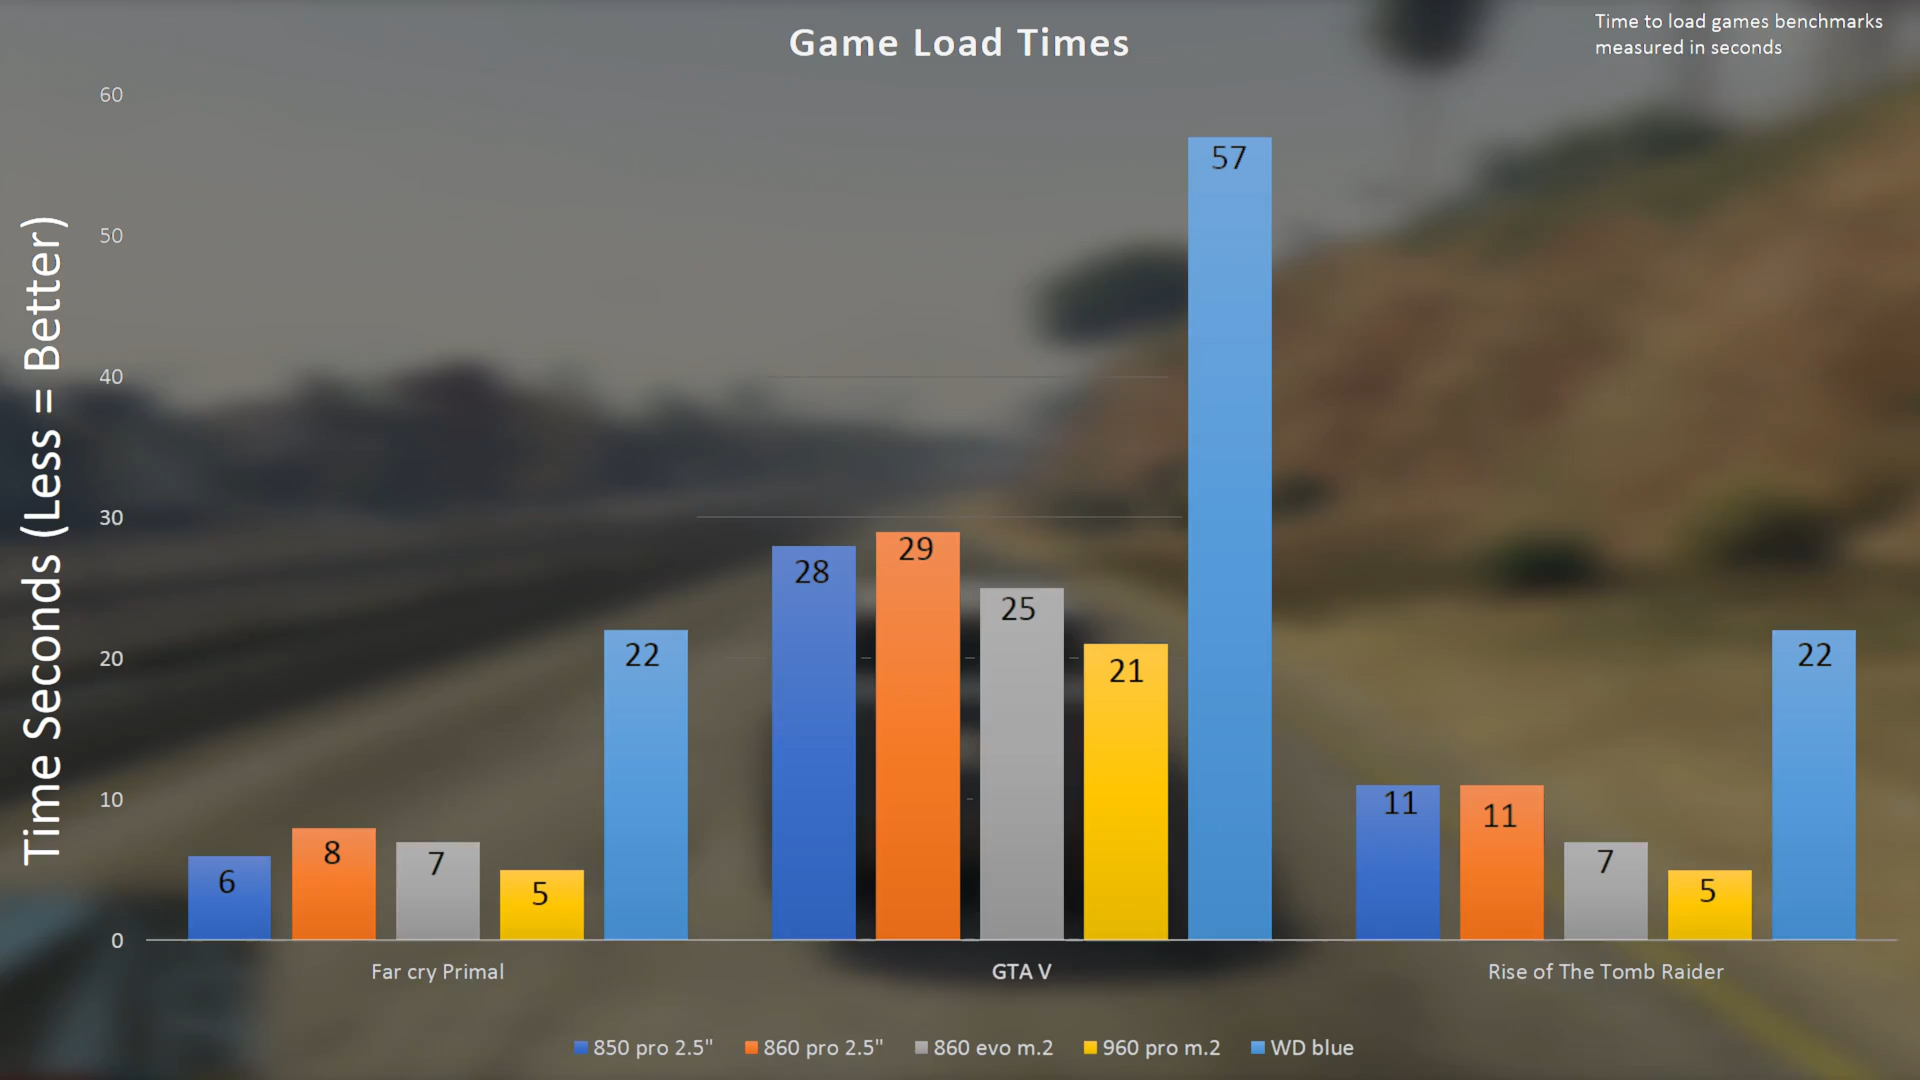 Game Load Times
Time to load games benchmarks
measured in seconds
Time Seconds (Less = Better)
60
50
40
30
20
10
0
6
8
7
5
22
28
29
25
21
57
11
11
7
5
22
Far cry Primal
GTA V
Rise of The Tomb Raider
850 pro 2.5"
860 pro 2.5"
860 evo m.2
960 pro m.2
WD blue